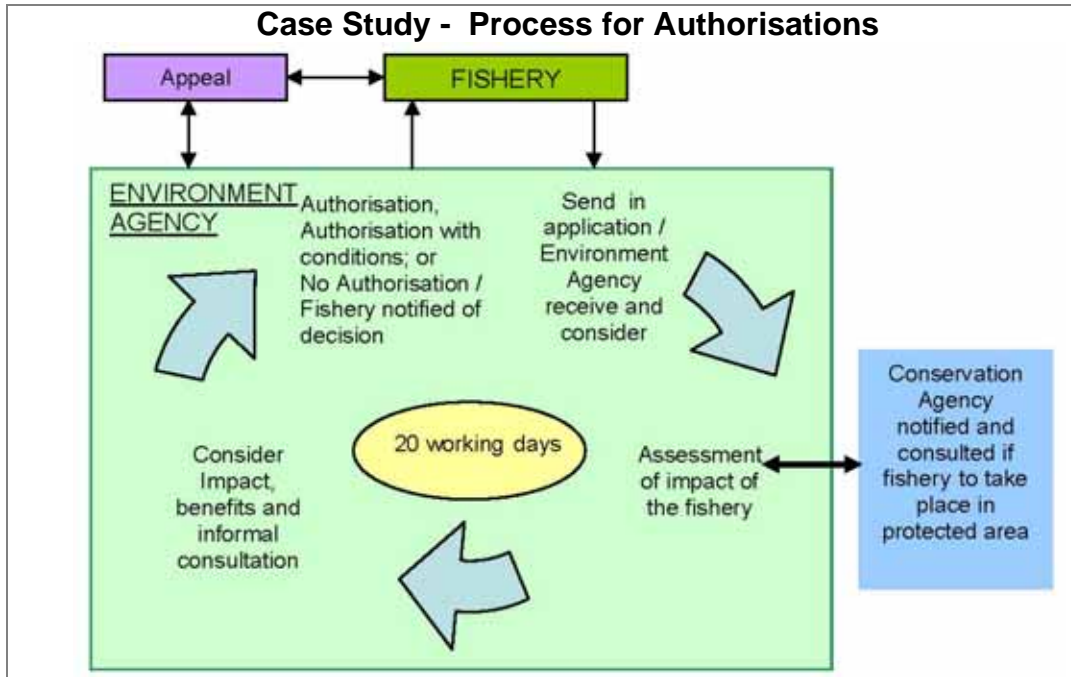 Case Study - Process for Authorisations
Appeal
FISHERY
ENVIRONMENT
AGENCY
Authorisation,
Authorisation with
conditions; or
No Authorisation /
Fishery notified of
decision
Send in
application /
Environment
Agency
receive and
consider
Conservation
Agency
notified and
consulted if
fishery to take
place in
protected area
Assessment
of impact of
the fishery
20 working days
Consider
Impact,
benefits and
informal
consultation